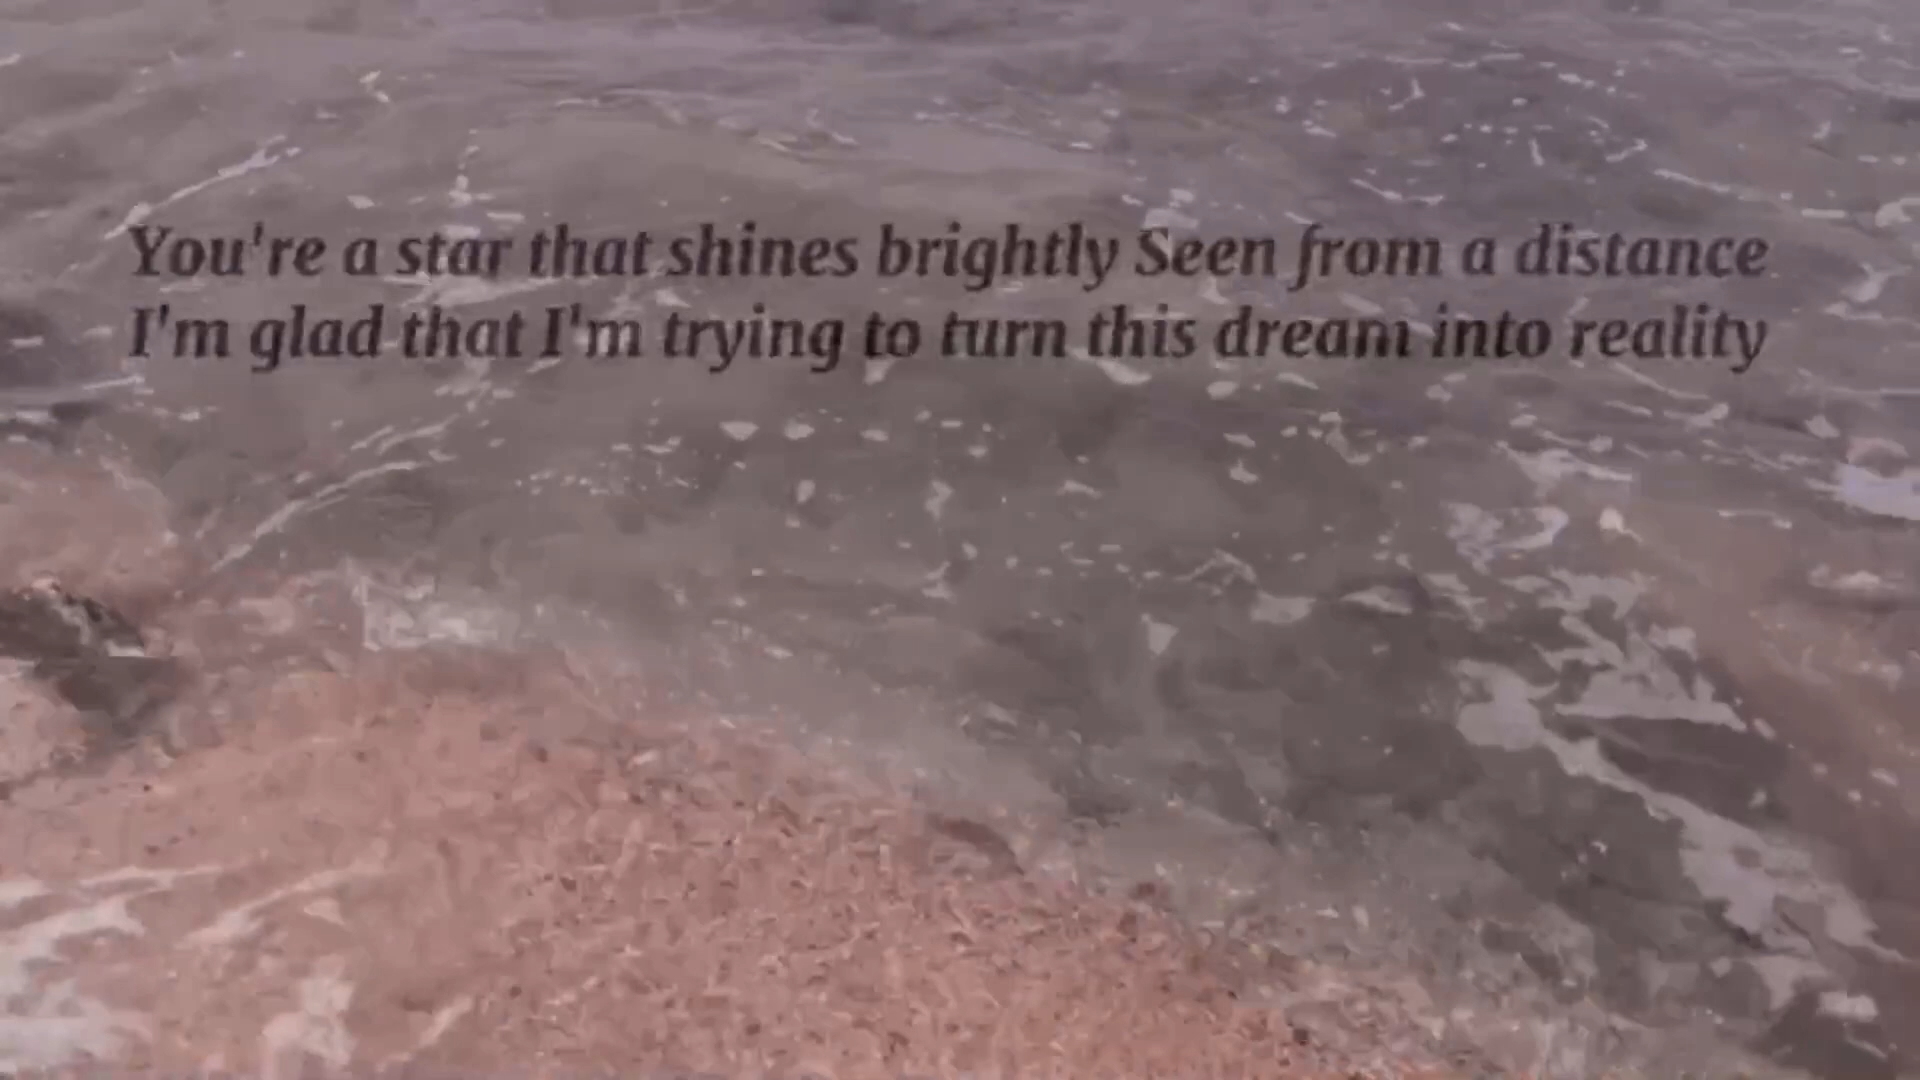 You're a star that shines brightly Seen from a distance
I'm glad that I'm trying to turn this dream into reality